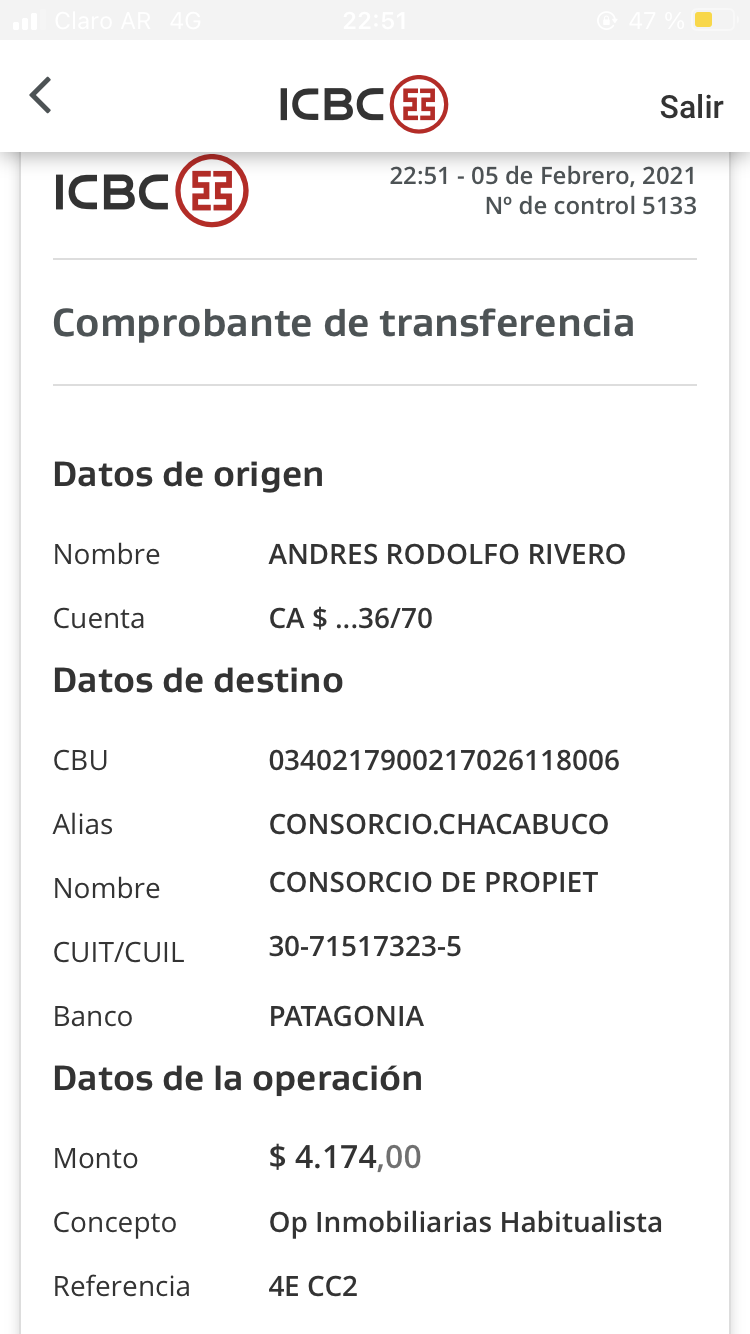 Claro AR 4G 22:51 47 %
ICBC Salir
ICBC 22:51 - 05 de Febrero, 2021
Nº de control 5133
Comprobante de transferencia
Datos de origen
Nombre ANDRES RODOLFO RIVERO
Cuenta CA $ ...36/70
Datos de destino
CBU 0340217900217026118006
Alias CONSORCIO.CHACABUCO
Nombre CONSORCIO DE PROPIET
CUIT/CUIL 30-71517323-5
Banco PATAGONIA
Datos de la operación
Monto $ 4.174,00
Concepto Op Inmobiliarias Habitualista
Referencia 4E CC2